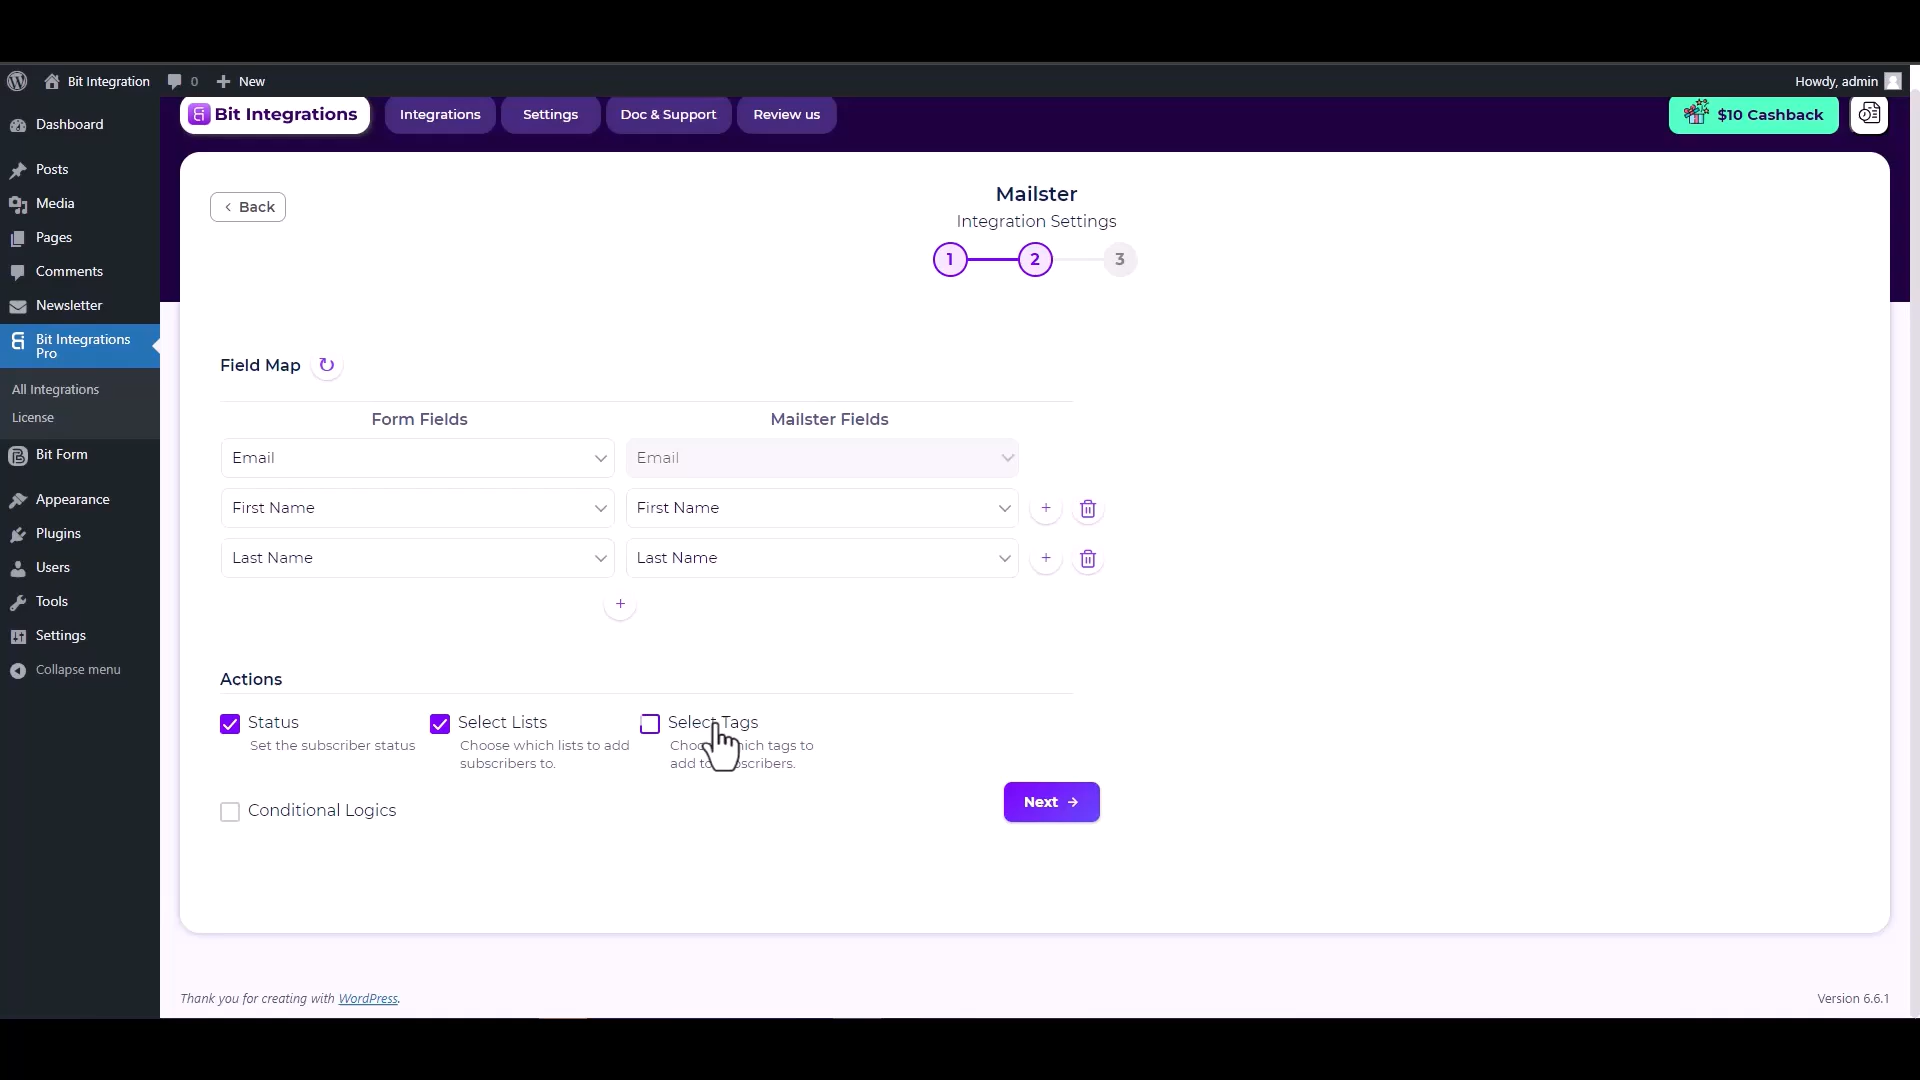 Bit Integration
0
New
Howdy, admin
Dashboard
Posts
Media
Pages
Comments
Newsletter
Bit Integrations
Pro
All Integrations
License
Bit Form
Appearance
Plugins
Users
Tools
Settings
Collapse menu
Bit Integrations
Integrations
Settings
Doc & Support
Review us
$10 Cashback
Back
Mailster
Integration Settings
1
2
3
Field Map
Form Fields
Mailster Fields
Email
Email
First Name
First Name
+
Last Name
Last Name
+
+
Actions
Status
Set the subscriber status
Select Lists
Choose which lists to add
subscribers to.
Select Tags
tags to
add
Conditional Logics
Next
Thank you for creating with WordPress.
Version 6.6.1